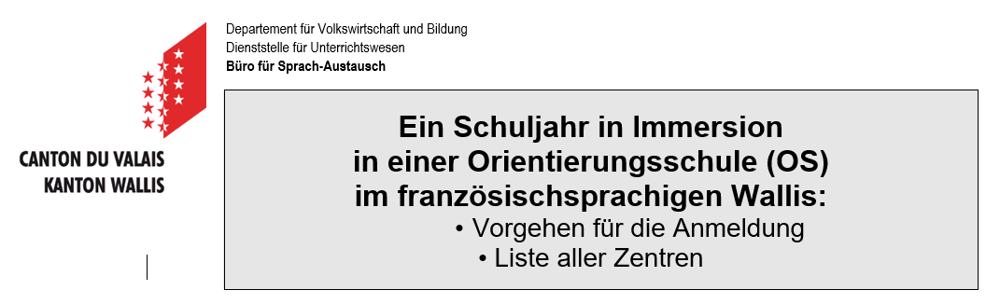 Departement für Volkswirtschaft und Bildung
Dienststelle für Unterrichtswesen
Büro für Sprach-Austausch
CANTON DU VALAIS
KANTON WALLIS
Ein Schuljahr in Immersion
in einer Orientierungsschule (OS)
im französischsprachigen Wallis:
• Vorgehen für die Anmeldung
• Liste aller Zentren